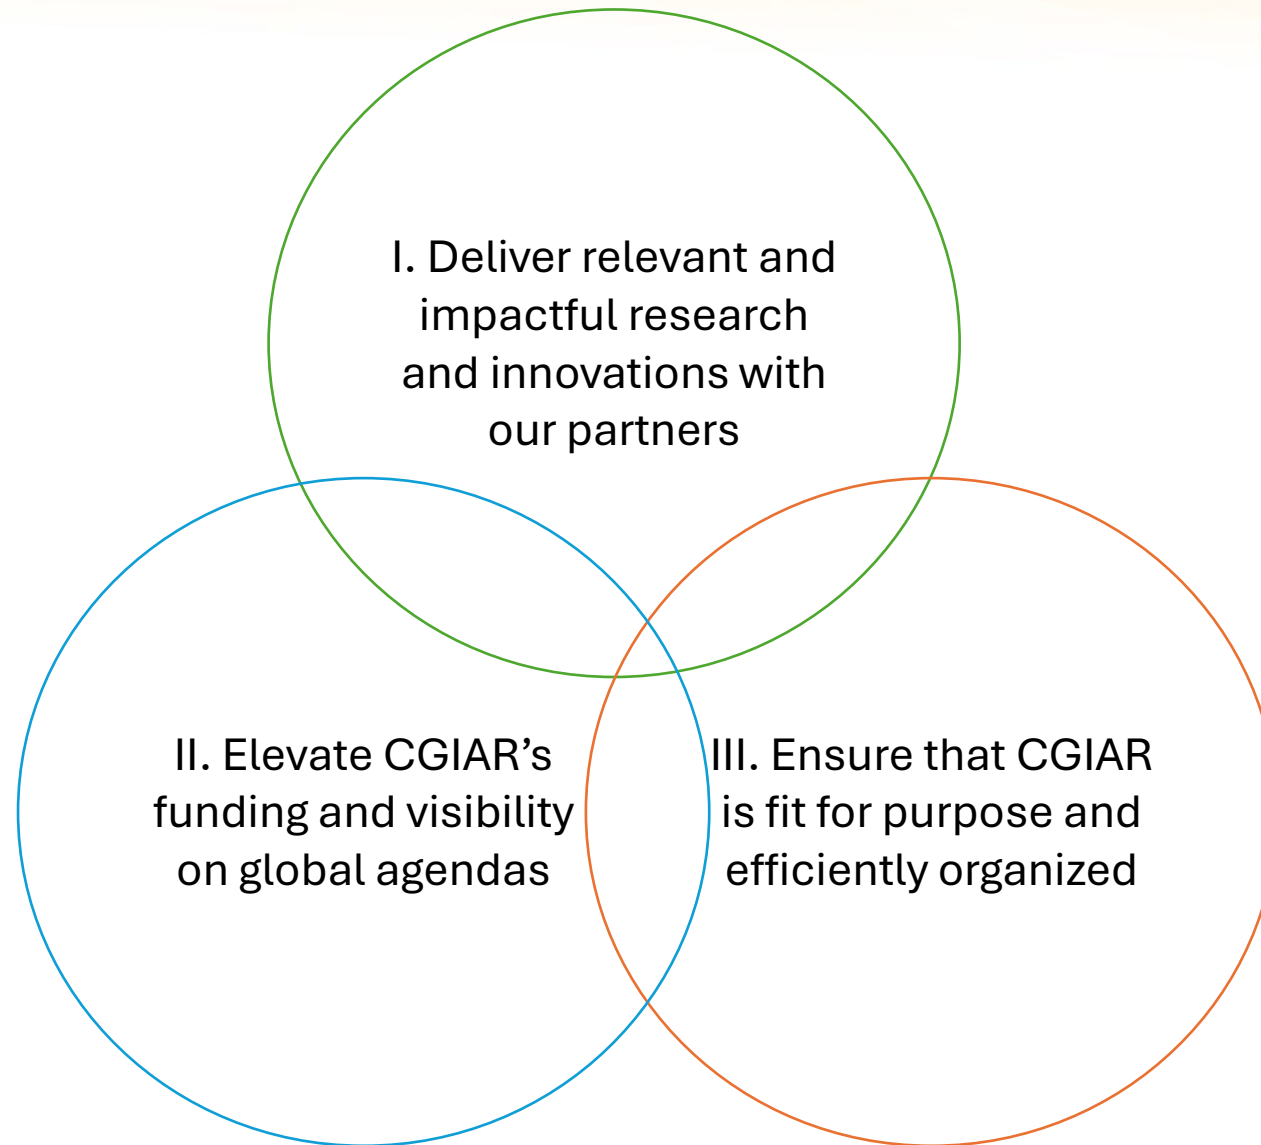 I. Deliver relevant and
impactful research
and innovations with
our partners
II. Elevate CGIAR’s
funding and visibility
on global agendas
III. Ensure that CGIAR
is fit for purpose and
efficiently organized